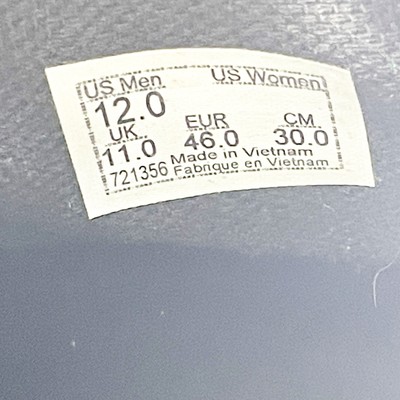 US Men US Women
12.0
UK EUR CM
11.0 46.0 30.0
Made in Vietnam
721356 Fabrique en Vietnam